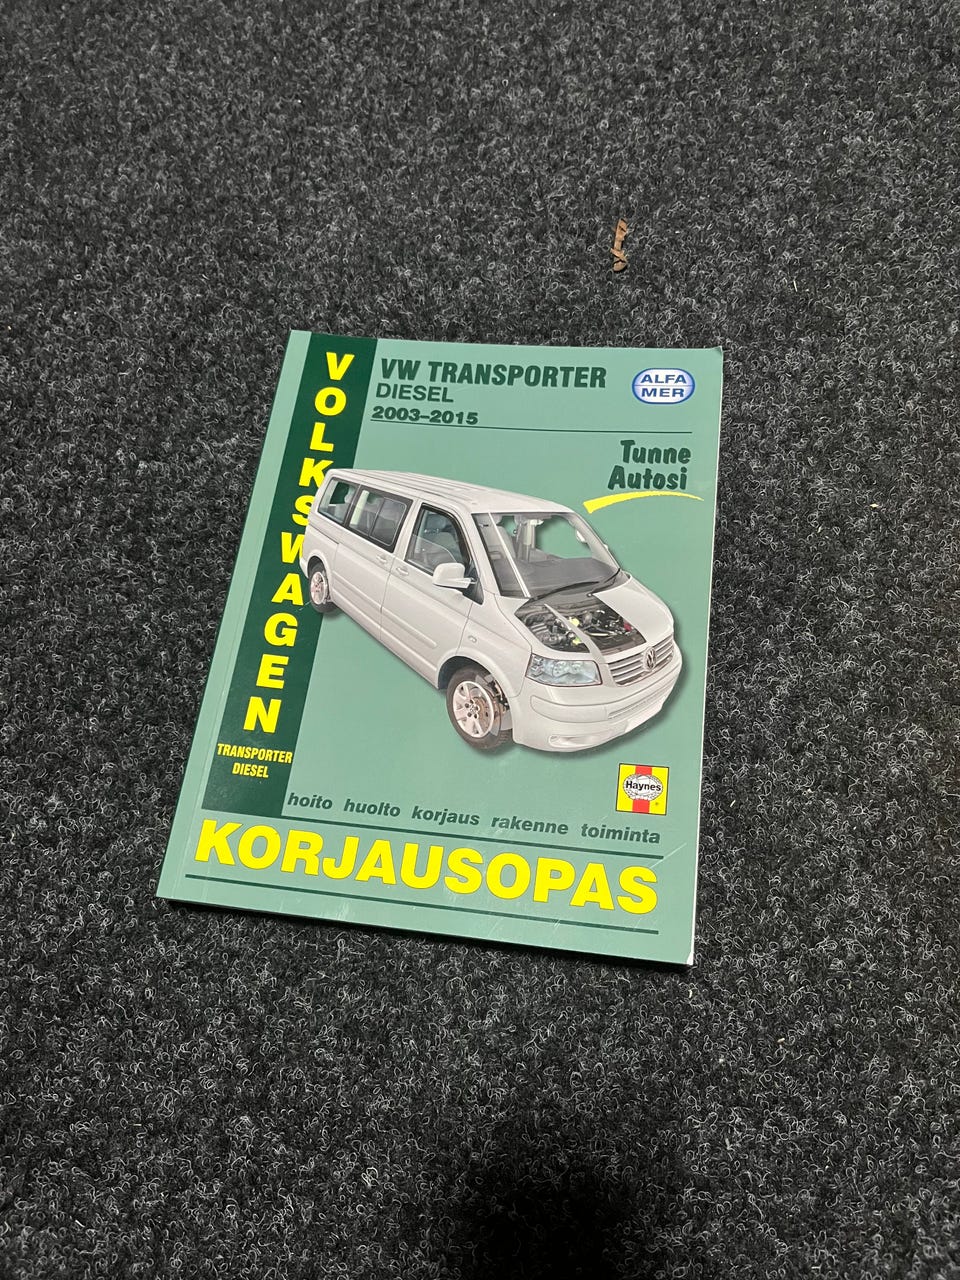 VOLKSWAGEN
TRANSPORTER
DIESEL
VW TRANSPORTER
DIESEL
2003–2015
ALFA
MER
Tunne
Autosi
Haynes
hoito huolto korjaus rakenne toiminta
KORJAUSOPAS